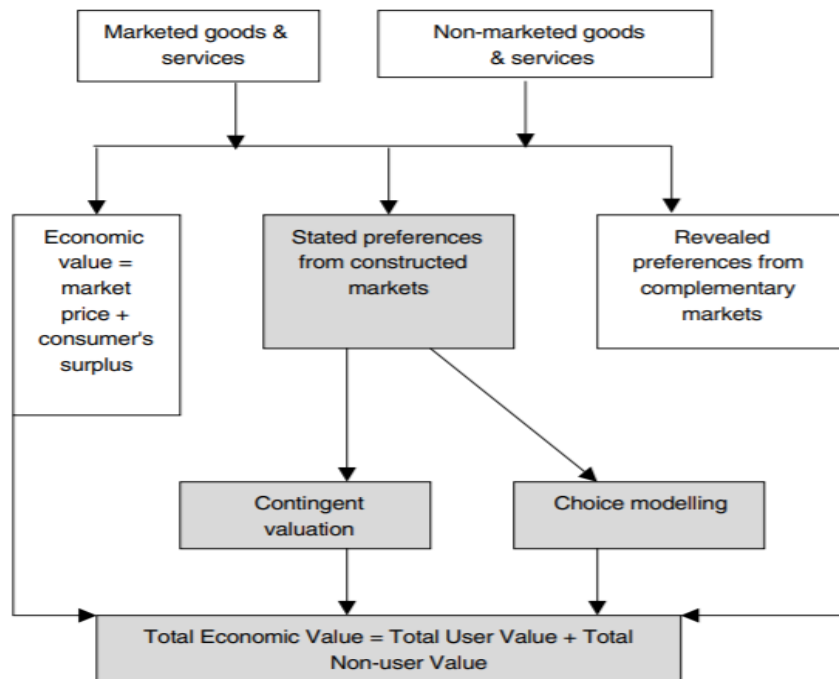 Marketed goods &
services
Non-marketed goods
& services
Economic
value =
market
price +
consumer's
surplus
Stated preferences
from constructed
markets
Revealed
preferences from
complementary
markets
Contingent
valuation
Choice modelling
Total Economic Value = Total User Value + Total
Non-user Value